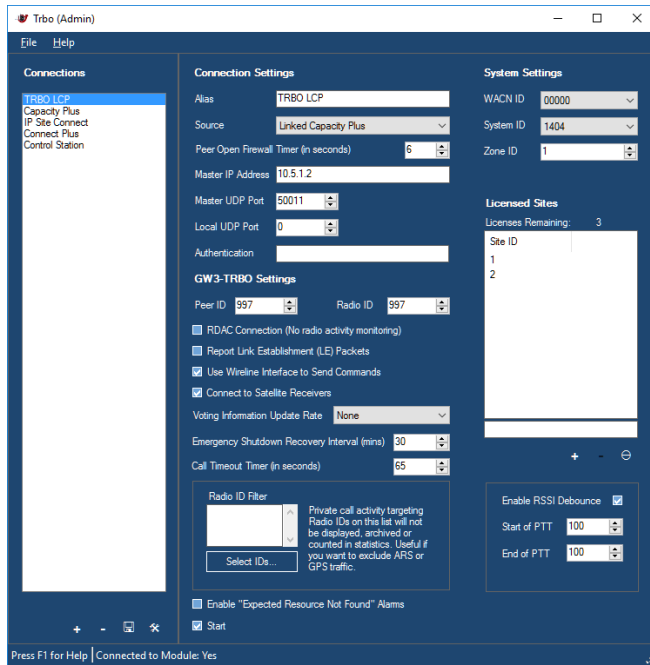 Trbo (Admin)
File Help
Connections
TRBO LCP
Capacity Plus
IP Site Connect
Connect Plus
Control Station
Connection Settings
Alias TRBO LCP
Source Linked Capacity Plus
Peer Open Firewall Timer (in seconds) 6
Master IP Address 10.5.1.2
Master UDP Port 50011
Local UDP Port 0
Authentication
GW3-TRBO Settings
Peer ID 997 Radio ID 997
RDAC Connection (No radio activity monitoring)
Report Link Establishment (LE) Packets
Use Wireline Interface to Send Commands
Connect to Satellite Receivers
Voting Information Update Rate None
Emergency Shutdown Recovery Interval (mins) 30
Call Timeout Timer (in seconds) 65
Radio ID Filter
Select IDs...
Private call activity targeting
Radio IDs on this list will not
be displayed, archived or
counted in statistics. Useful if
you want to exclude ARS or
GPS traffic.
Enable "Expected Resource Not Found" Alarms
Start
System Settings
WACN ID 00000
System ID 1404
Zone ID 1
Licensed Sites
Licenses Remaining: 3
Site ID
1
2
+ -
Enable RSSI Debounce
Start of PTT 100
End of PTT 100
+ -
Press F1 for Help Connected to Module: Yes